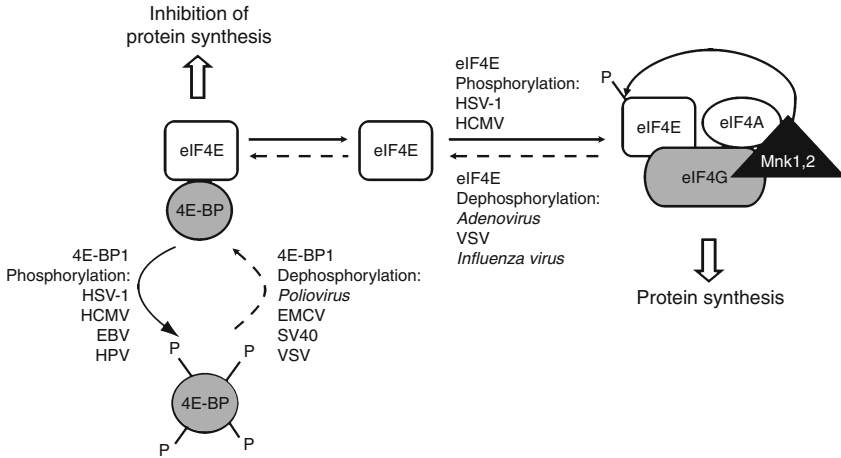 Inhibition of
protein synthesis
eIF4E
4E-BP
eIF4E
eIF4E
Phosphorylation:
HSV-1
HCMV
eIF4E
Dephosphorylation:
Adenovirus
VSV
Influenza virus
P
eIF4E
eIF4A
Mnk1,2
eIF4G
Protein synthesis
4E-BP1
Phosphorylation:
HSV-1
HCMV
EBV
HPV
4E-BP1
Dephosphorylation:
Poliovirus
EMCV
SV40
VSV
P
P
4E-BP
P
P